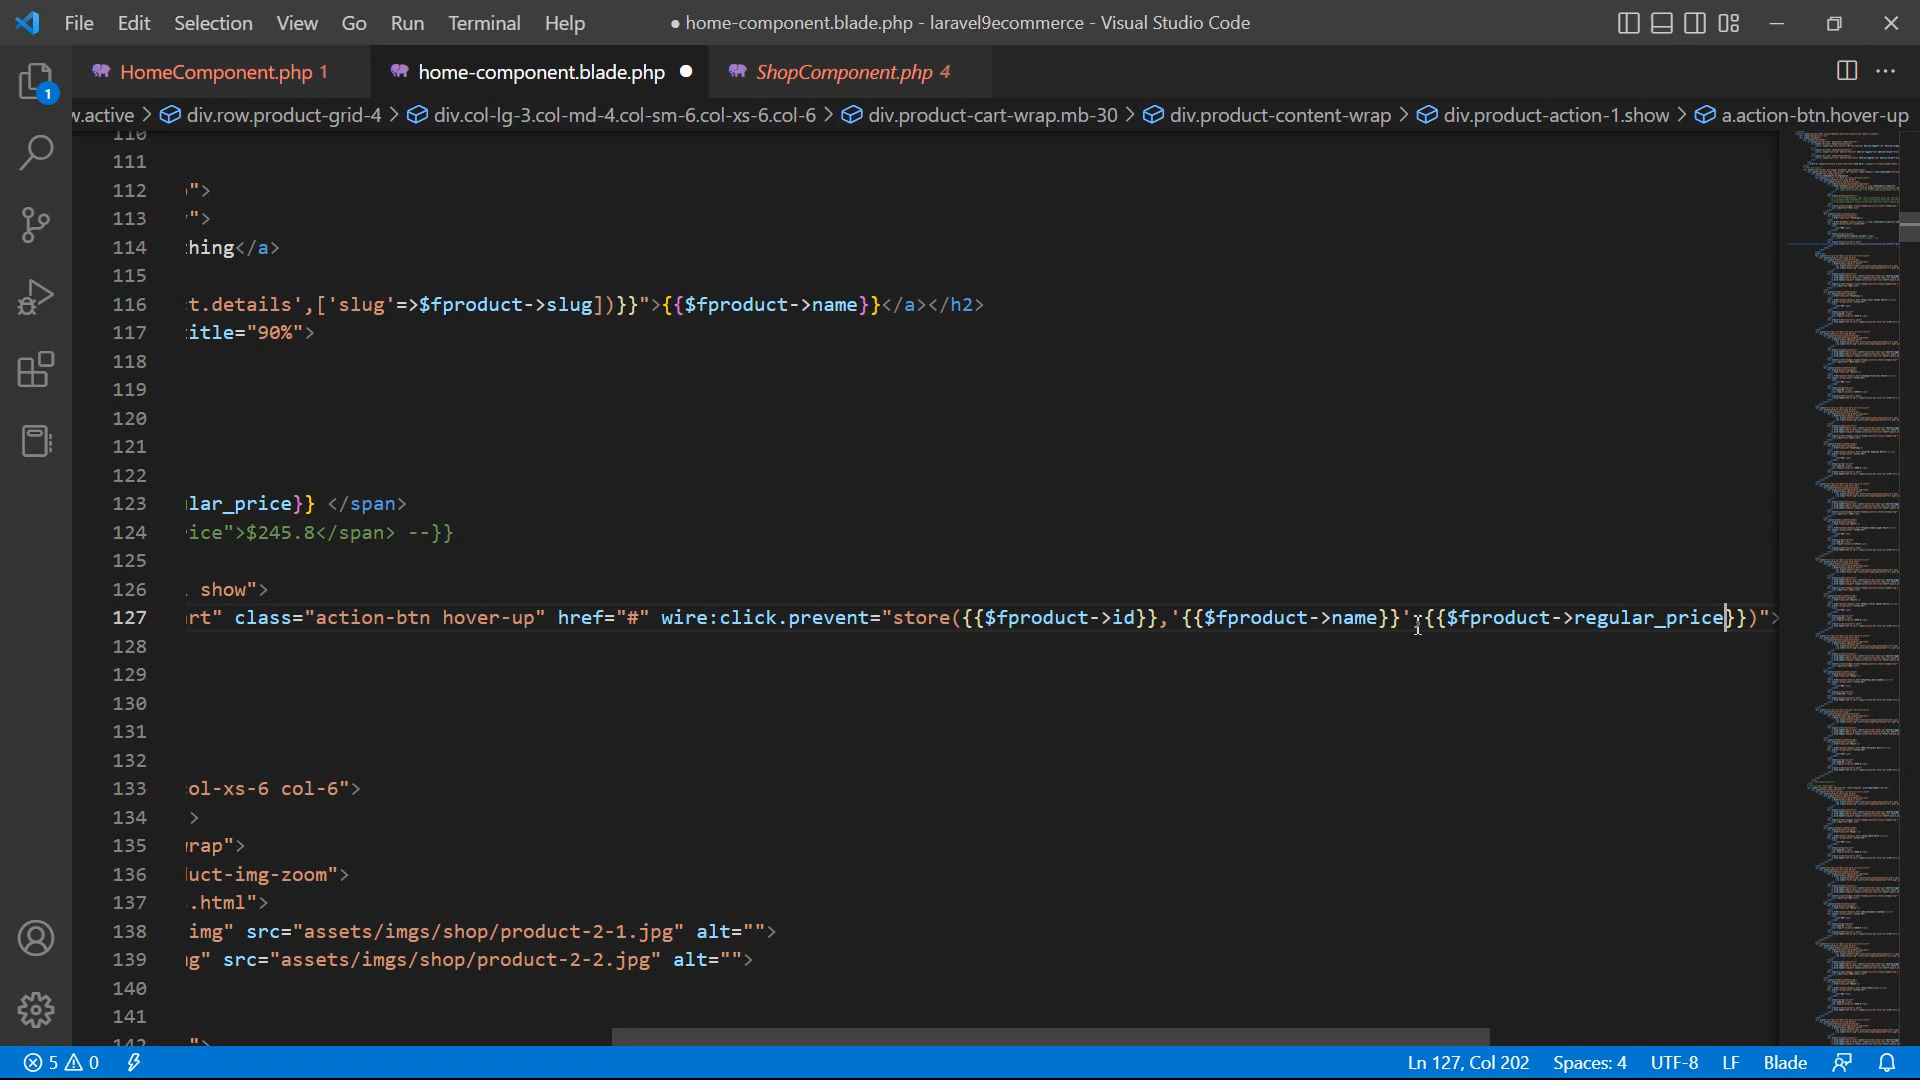 File Edit Selection View Go Run Terminal Help
● home-component.blade.php - laravel9ecommerce - Visual Studio Code
HomeComponent.php 1
home-component.blade.php ●
ShopComponent.php 4
w.active > div.row.product-grid-4 > div.col-lg-3.col-md-4.col-sm-6.col-xs-6.col-6 > div.product-cart-wrap.mb-30 > div.product-content-wrap > div.product-action-1.show > a.action-btn.hover-up
1
110
111
112 ">
113 ">
114 hing</a>
115
116 t.details',['slug'=>$fproduct->slug])}}">{{$fproduct->name}}</a></h2>
117 itle="90%">
118
119
120
121
122
123 lar_price}} </span>
124 ice">$245.8</span> --}}
125
126 show">
127 rt" class="action-btn hover-up" href="#" wire:click.prevent="store({{$fproduct->id}},'{{$fproduct->name}}',{{$fproduct->regular_price}})">
128
129
130
131
132
133 ol-xs-6 col-6">
134 >
135 rap">
136 uct-img-zoom">
137 .html">
138 img" src="assets/imgs/shop/product-2-1.jpg" alt="">
139 g" src="assets/imgs/shop/product-2-2.jpg" alt="">
140
141
142 ">
5 0
Ln 127, Col 202 Spaces: 4 UTF-8 LF Blade